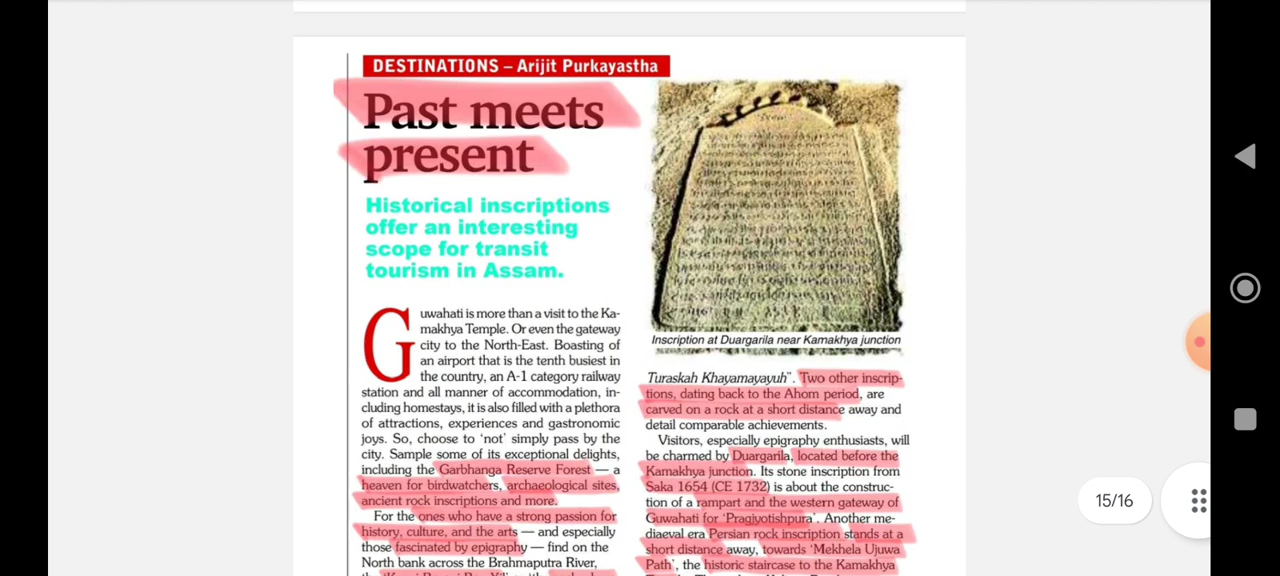 DESTINATIONS – Arijit Purkayastha
Past meets
present
Historical inscriptions
offer an interesting
scope for transit
tourism in Assam.
Guwahati is more than a visit to the Ka-
makhya Temple. Or even the gateway
city to the North-East. Boasting of
an airport that is the tenth busiest in
the country, an A-1 category railway
station and all manner of accommodation, in-
cluding homestays, it is also filled with a plethora
of attractions, experiences and gastronomic
joys. So, choose to ‘not’ simply pass by the
city. Sample some of its exceptional delights,
including the Garbhanga Reserve Forest — a
heaven for birdwatchers, archaeological sites,
ancient rock inscriptions and more.
For the ones who have a strong passion for
history, culture, and the arts — and especially
those fascinated by epigraphy — find on the
North bank across the Brahmaputra River,
Inscription at Duargarila near Kamakhya junction
Turaskah Khayamayayuh”. Two other inscrip-
tions, dating back to the Ahom period, are
carved on a rock at a short distance away and
detail comparable achievements.
Visitors, especially epigraphy enthusiasts, will
be charmed by Duargarila, located before the
Kamakhya junction. Its stone inscription from
Saka 1654 (CE 1732) is about the construc-
tion of a rampart and the western gateway of
Guwahati for ‘Pragjyotishpura’. Another me-
diaeval era Persian rock inscription stands at a
short distance away, towards ‘Mekhela Ujuwa
Path’, the historic staircase to the Kamakhya
15/16